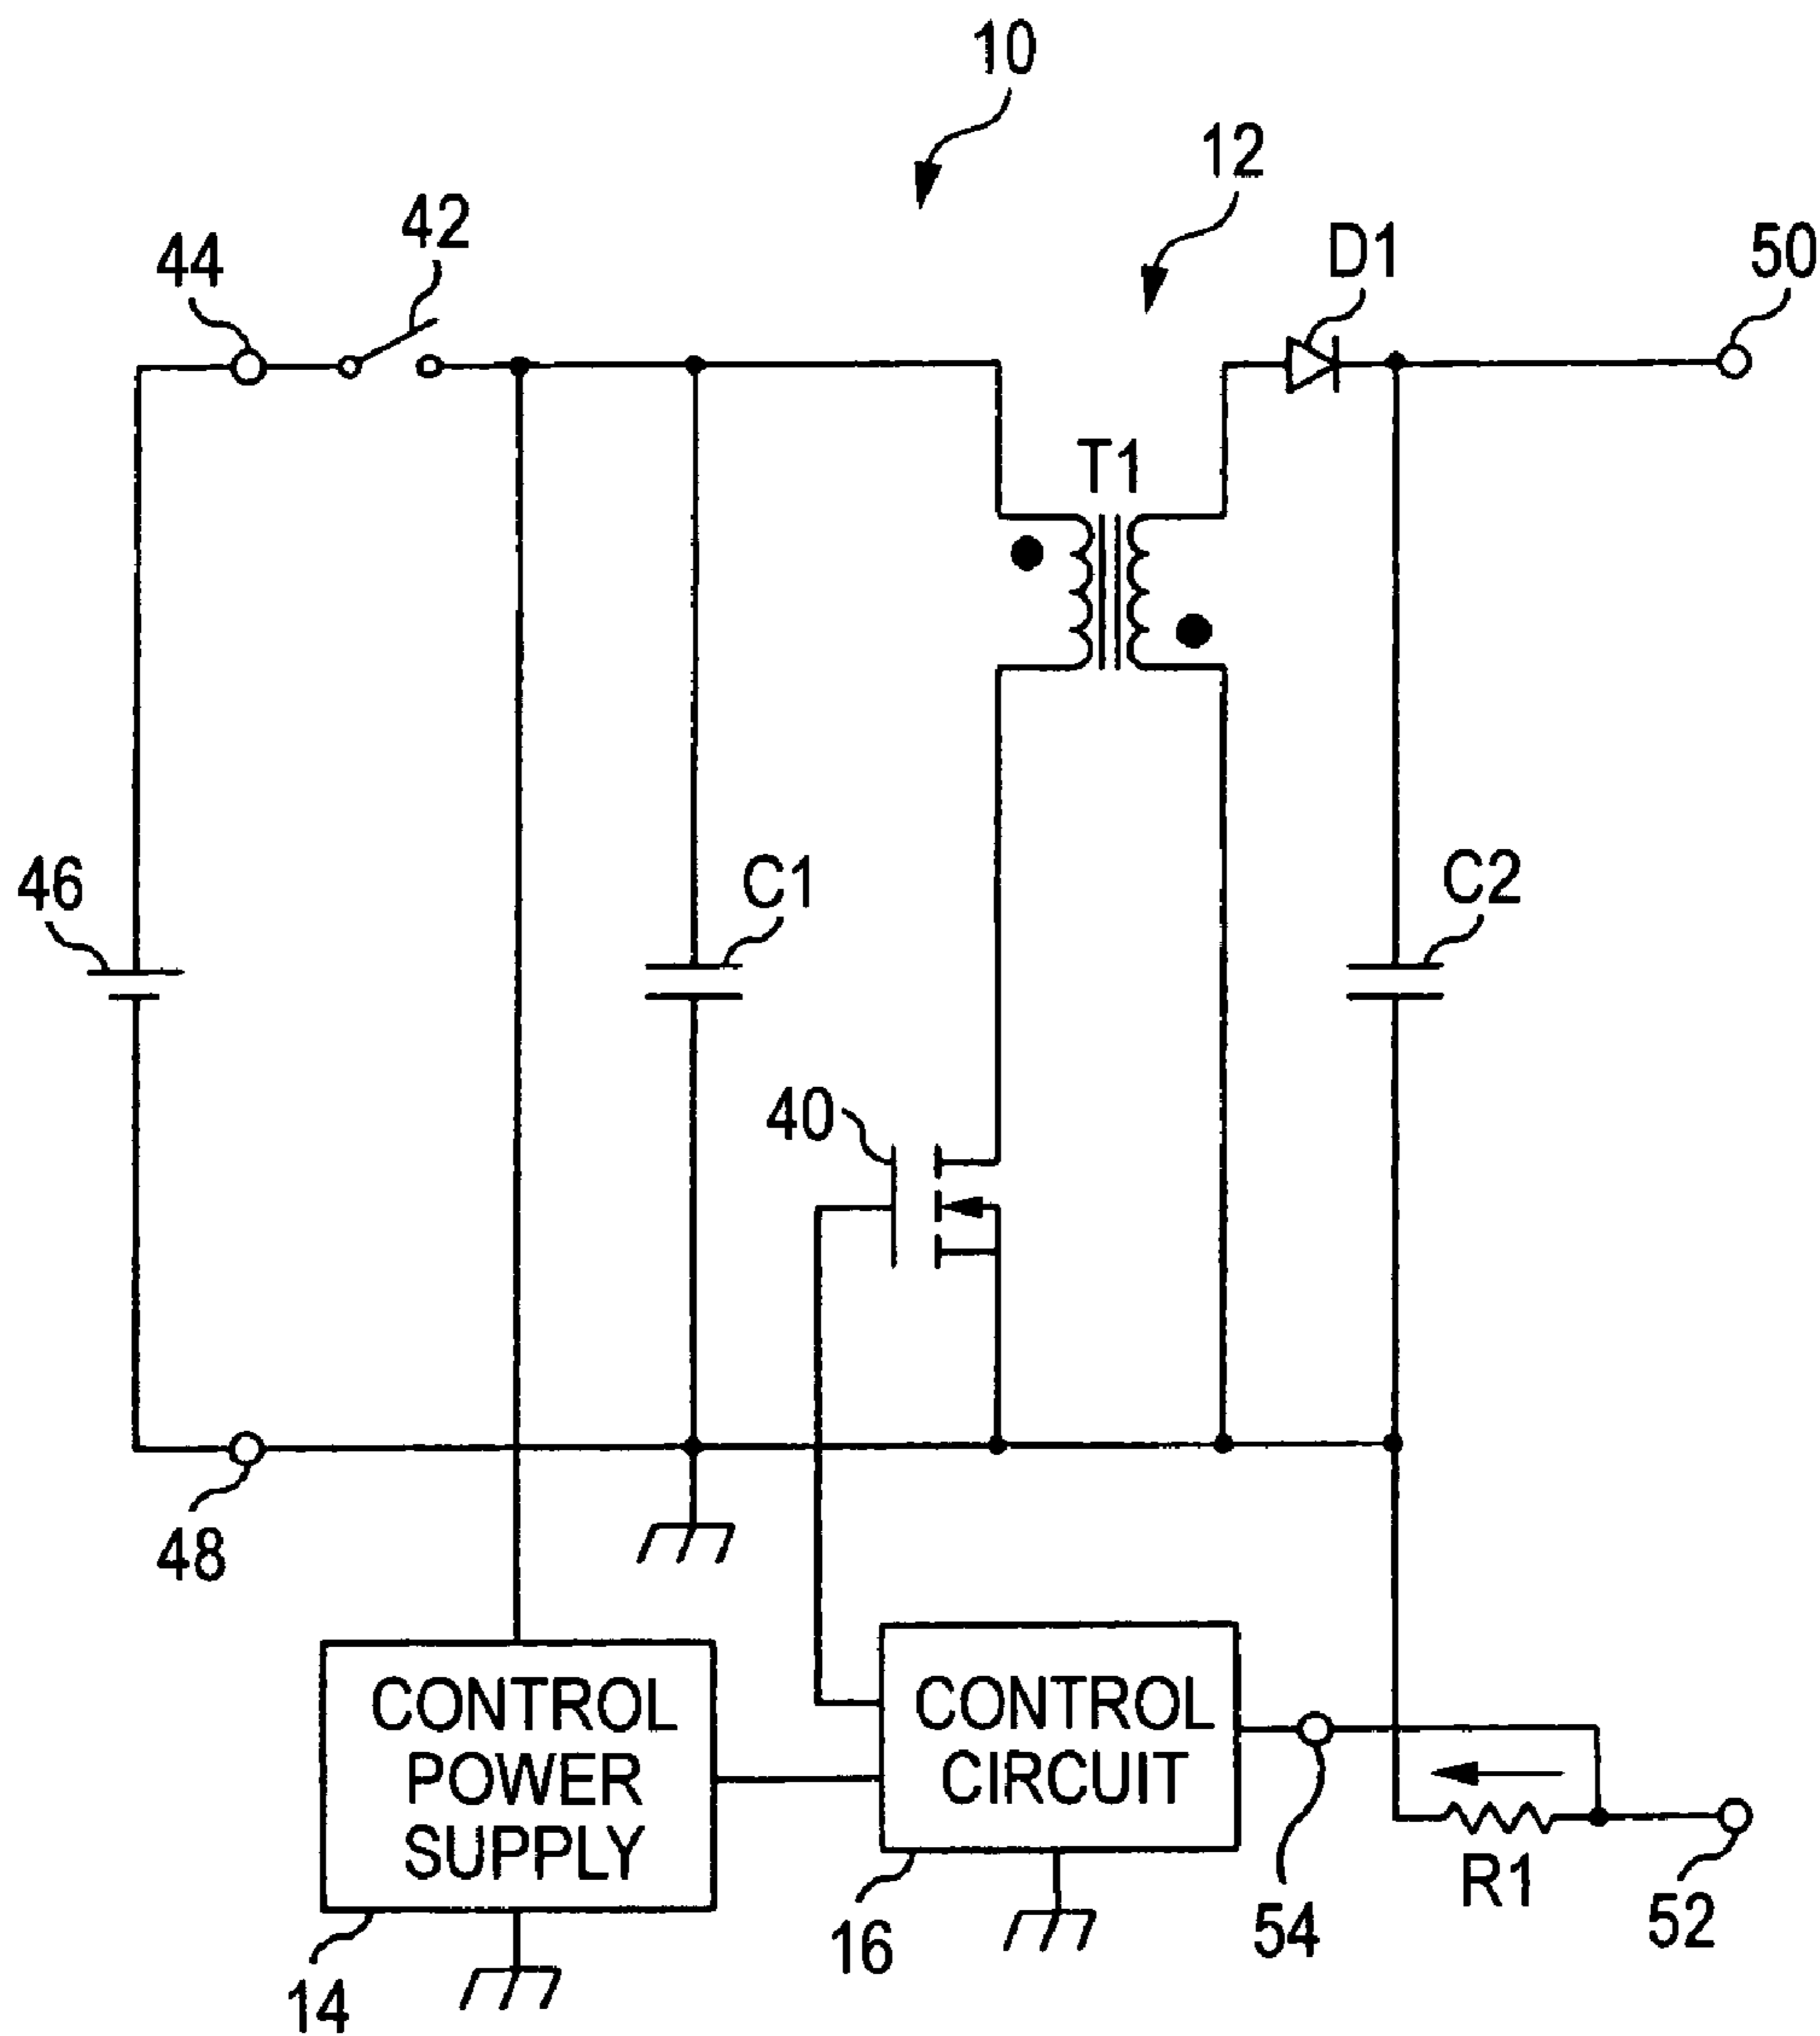 10
12
42
44
D1
50
T1
46
C1
C2
40
48
CONTROL
POWER
SUPPLY
CONTROL
CIRCUIT
R1
14
16
54
52